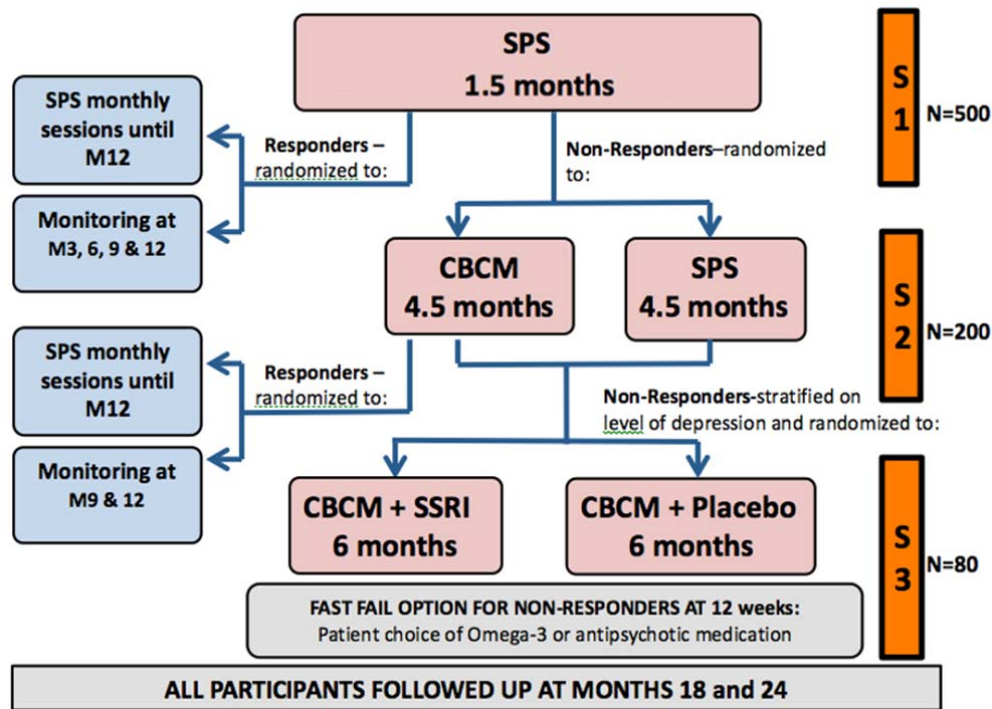 SPS
1.5 months
S
1
N=500
SPS monthly
sessions until
M12
Responders –
randomized to:
Non-Responders–randomized
to:
Monitoring at
M3, 6, 9 & 12
CBCM
4.5 months
SPS
4.5 months
S
2
N=200
SPS monthly
sessions until
M12
Responders –
randomized to:
Non-Responders-stratified on
level of depression and randomized to:
Monitoring at
M9 & 12
CBCM + SSRI
6 months
CBCM + Placebo
6 months
S
3
N=80
FAST FAIL OPTION FOR NON-RESPONDERS AT 12 weeks:
Patient choice of Omega-3 or antipsychotic medication
ALL PARTICIPANTS FOLLOWED UP AT MONTHS 18 and 24